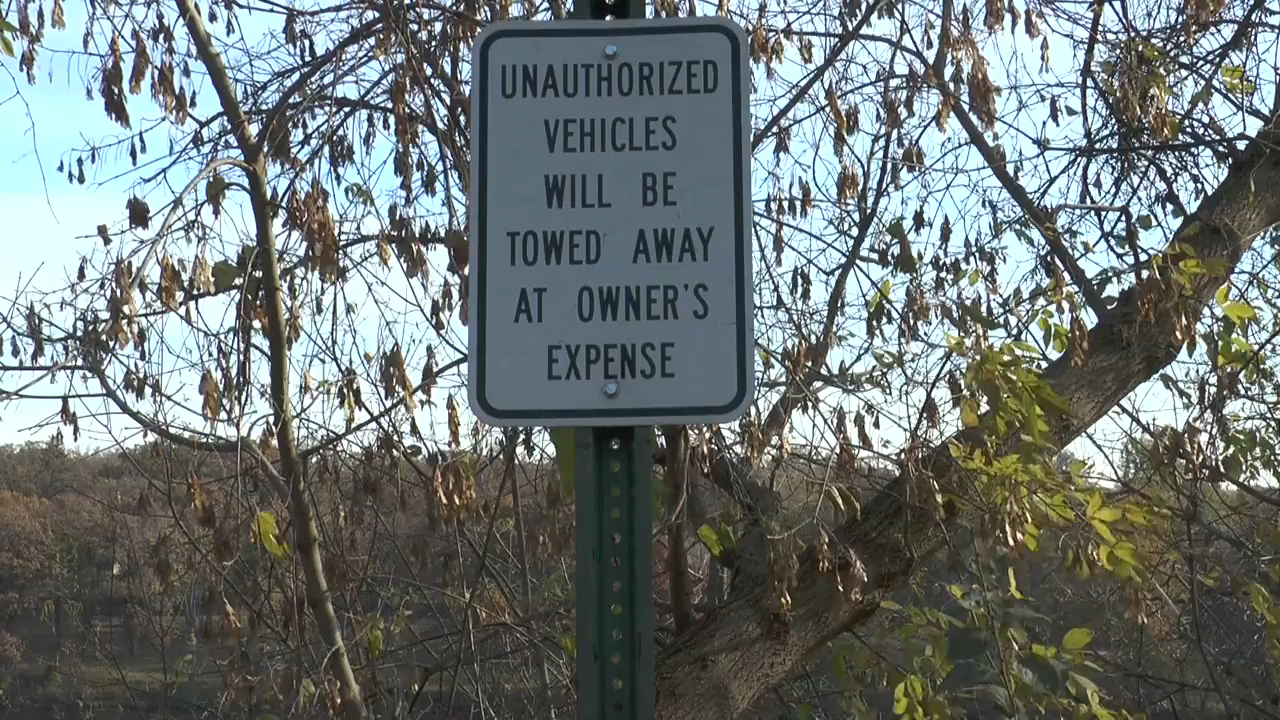 UNAUTHORIZED
VEHICLES
WILL BE
TOWED AWAY
AT OWNER'S
EXPENSE